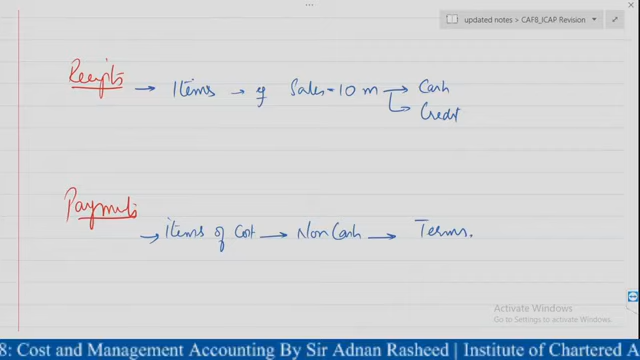 updated notes > CAF8_ICAP Revision
Receipts → Items → eg Sales = 10 m → Cash
→ Credit
Payments
→ Items of Cost → Non Cash → Terms.
Activate Windows
Go to Settings to activate Windows.
8: Cost and Management Accounting By Sir Adnan Rasheed | Institute of Chartered A